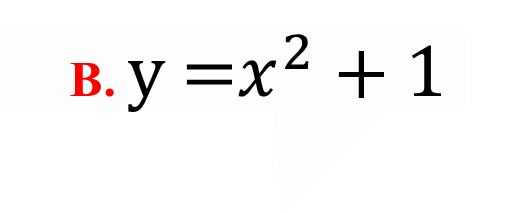 B. y =x² + 1